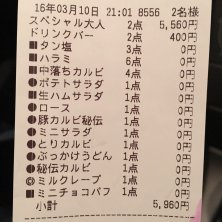 16年03月10日 21:01 8556 2名様
スペシャル大人 2点 5,560円
ドリンクバー 2点 400円
■タン塩 3点 0円
■ハラミ 6点 0円
■中落ちカルビ 4点 0円
●ポテトサラダ 1点 0円
●生ハムサラダ 1点 0円
●ロース 1点 0円
●豚カルビ秘伝 1点 0円
●ミニサラダ 1点 0円
●とりカルビ 1点 0円
●ぶっかけうどん 1点 0円
●秘伝カルビ 1点 0円
◎ミルクレープ 1点 0円
■ミニチョコパフ 1点 0円
小計 5,960円